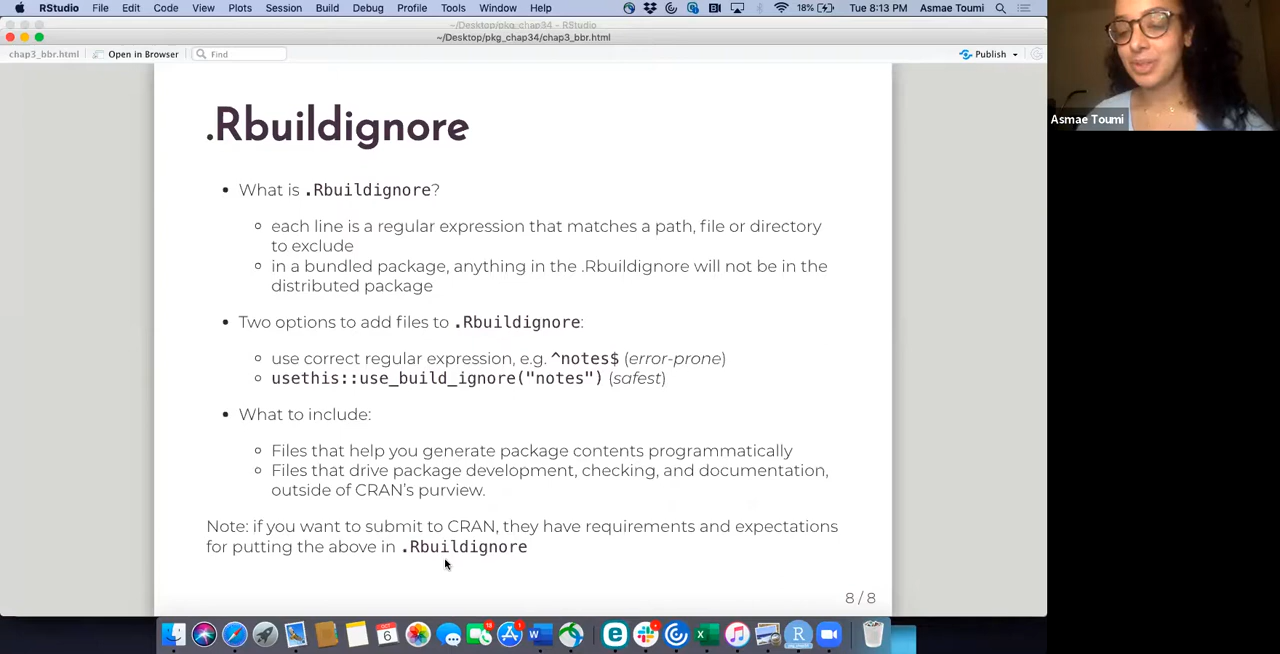 RStudio File Edit Code View Plots Session Build Debug Profile Tools Window Help 18% Tue 8:13 PM Asmae Toumi
~/Desktop/pkg_chap34 - RStudio
~/Desktop/pkg_chap34/chap3_bbr.html
chap3_bbr.html Open in Browser Find Publish
Asmae Toumi
.Rbuildignore
• What is .Rbuildignore?
each line is a regular expression that matches a path, file or directory
to exclude
in a bundled package, anything in the .Rbuildignore will not be in the
distributed package
• Two options to add files to .Rbuildignore:
use correct regular expression, e.g. ^notes$ (error-prone)
usethis::use_build_ignore("notes") (safest)
• What to include:
Files that help you generate package contents programmatically
Files that drive package development, checking, and documentation,
outside of CRAN's purview.
Note: if you want to submit to CRAN, they have requirements and expectations
for putting the above in .Rbuildignore
8 / 8